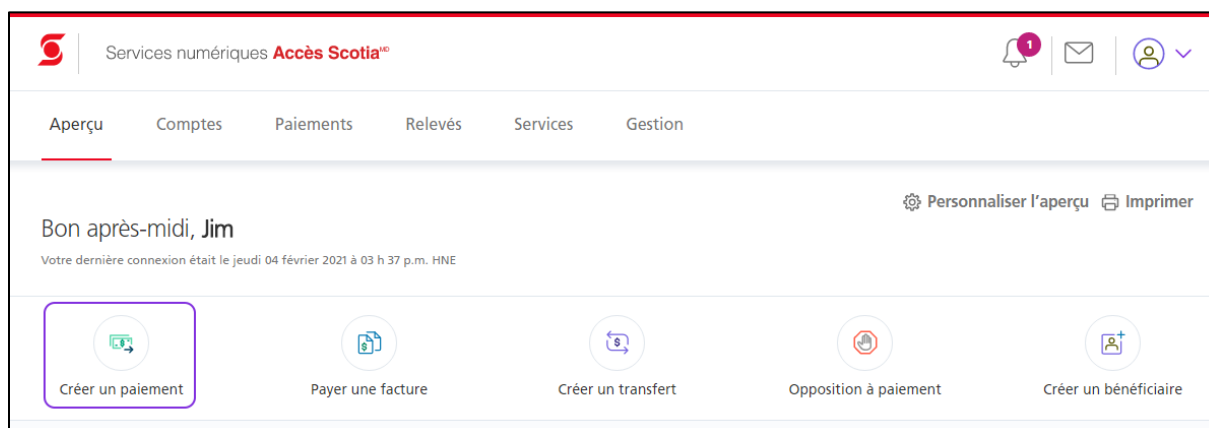 Services numériques Accès Scotia MD
1
Aperçu Comptes Paiements Relevés Services Gestion
Personnaliser l'aperçu Imprimer
Bon après-midi, Jim
Votre dernière connexion était le jeudi 04 février 2021 à 03 h 37 p.m. HNE
Créer un paiement Payer une facture Créer un transfert Opposition à paiement Créer un bénéficiaire